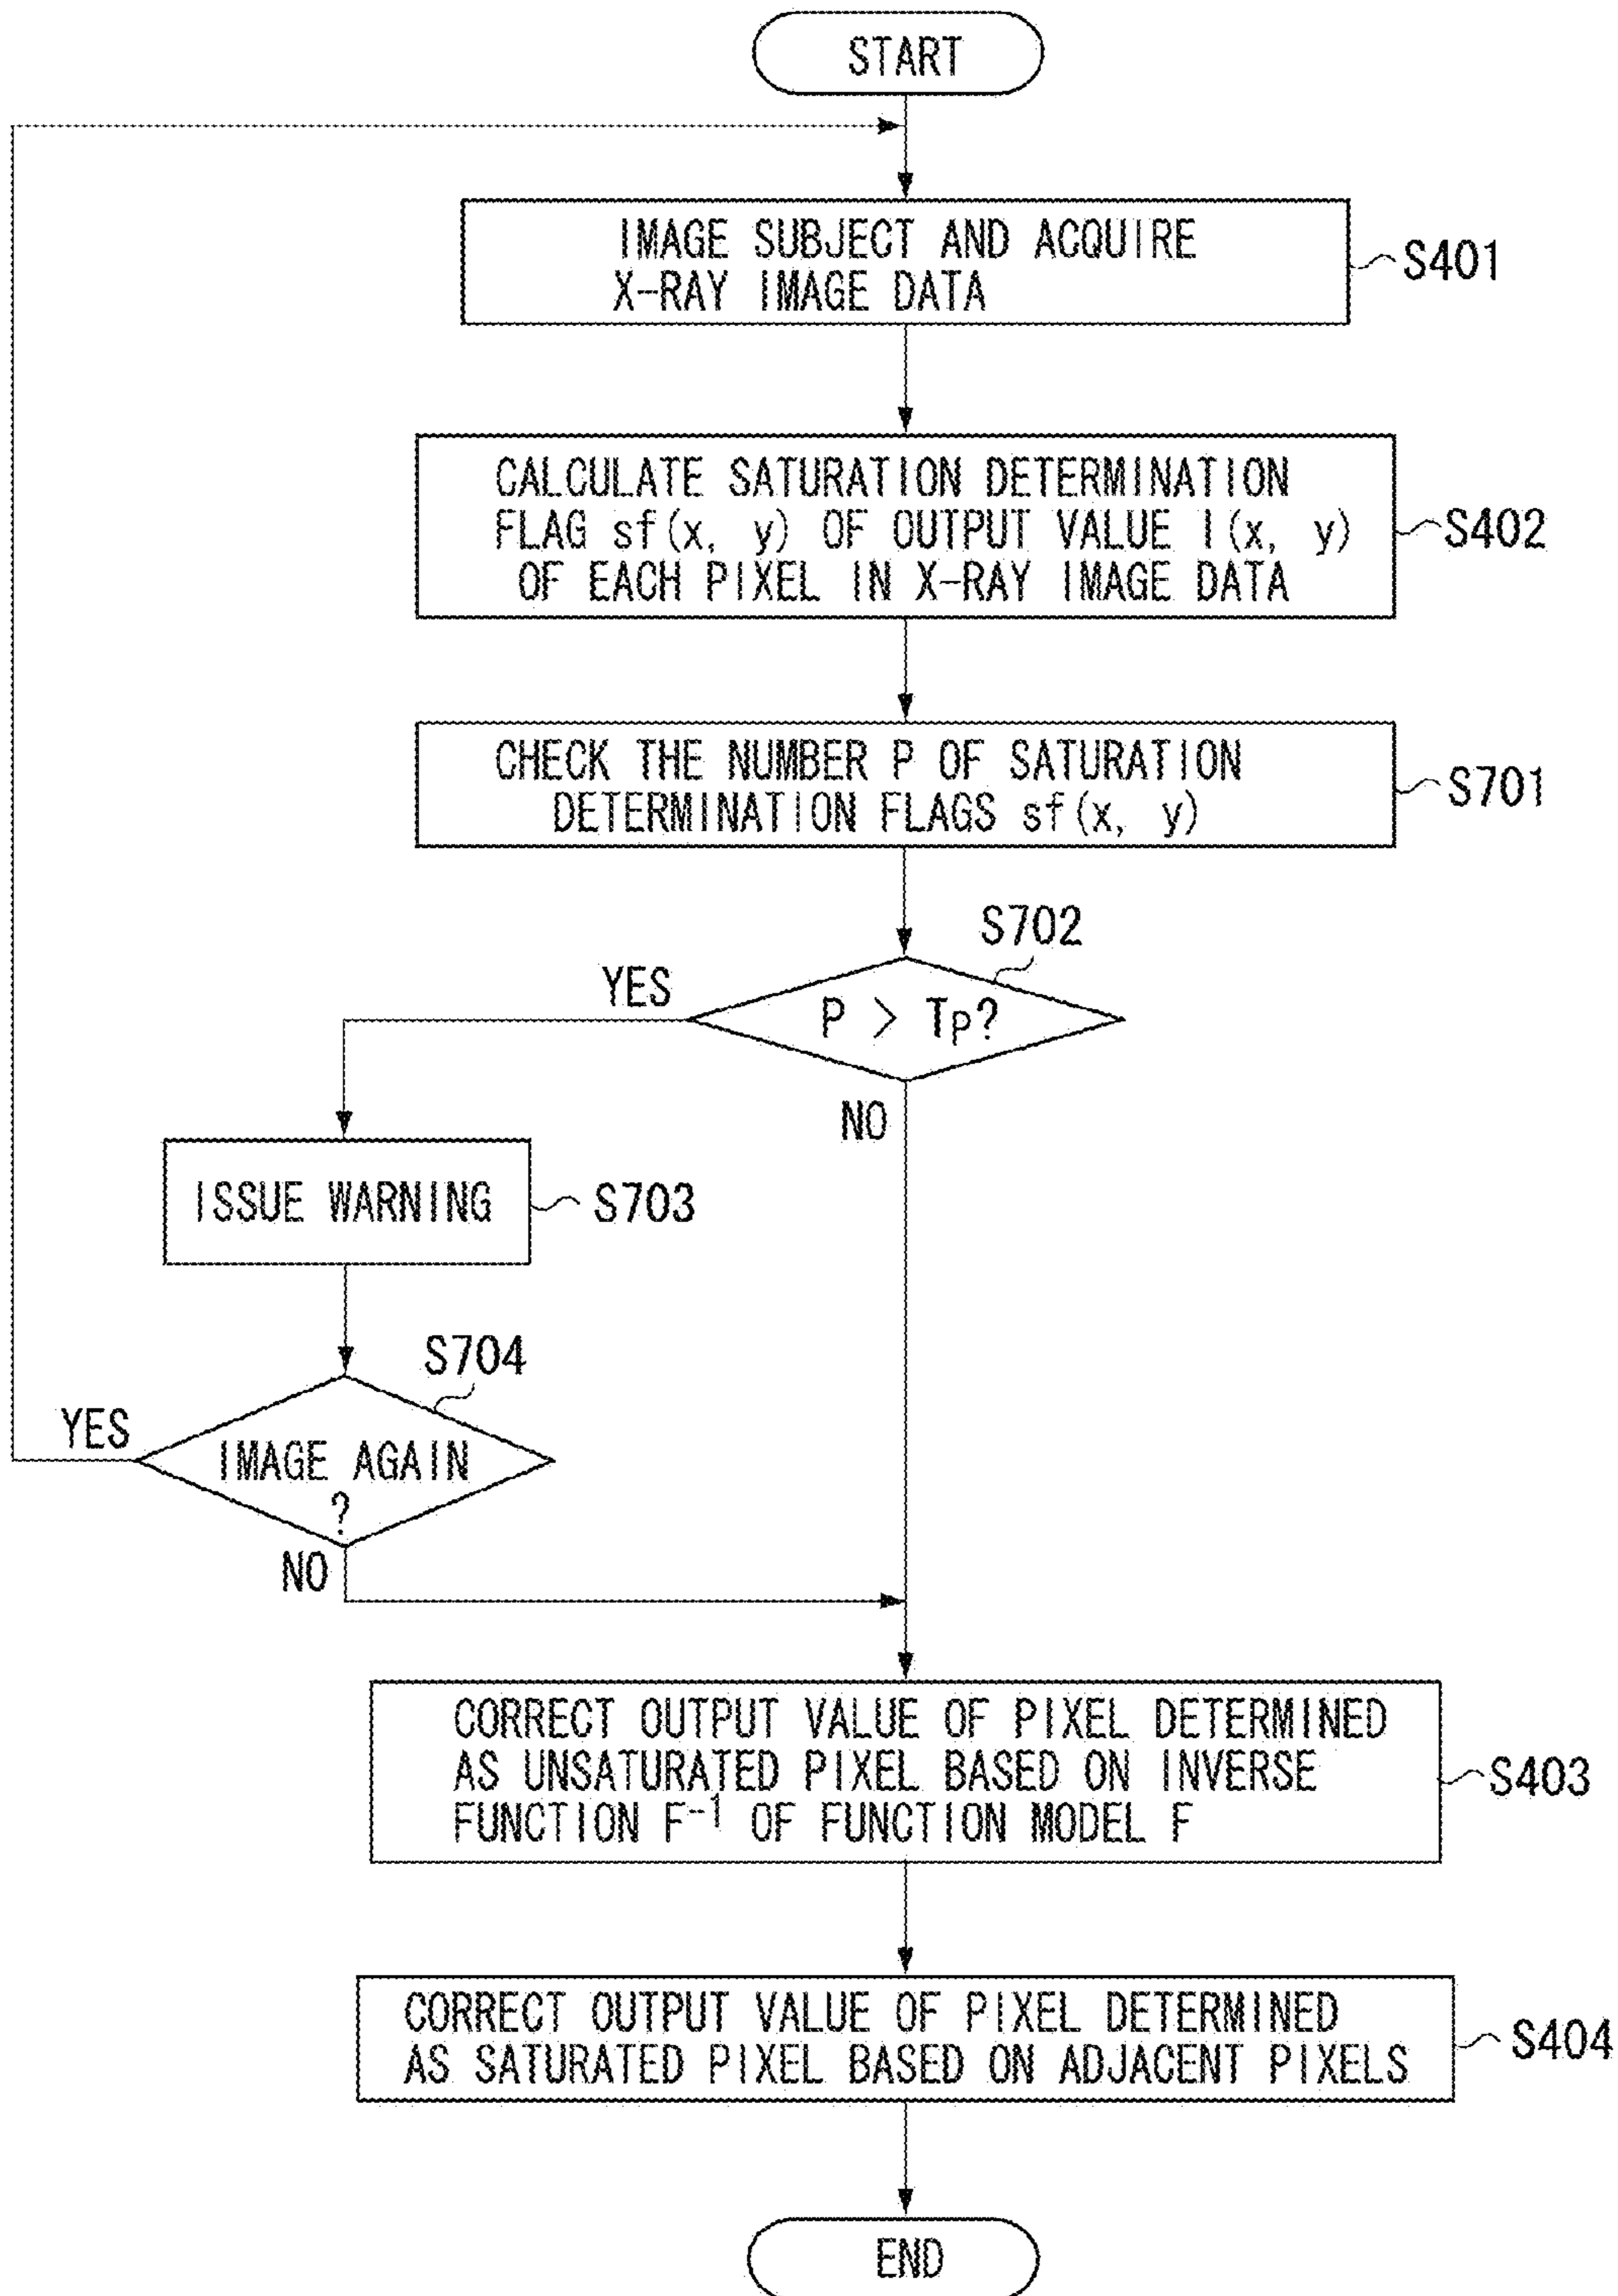 START
IMAGE SUBJECT AND ACQUIRE
X-RAY IMAGE DATA
S401
CALCULATE SATURATION DETERMINATION
FLAG sf(x, y) OF OUTPUT VALUE I(x, y)
OF EACH PIXEL IN X-RAY IMAGE DATA
S402
CHECK THE NUMBER P OF SATURATION
DETERMINATION FLAGS sf(x, y)
S701
S702
P > TP?
YES
NO
ISSUE WARNING
S703
S704
IMAGE AGAIN
?
YES
NO
CORRECT OUTPUT VALUE OF PIXEL DETERMINED
AS UNSATURATED PIXEL BASED ON INVERSE
FUNCTION F⁻¹ OF FUNCTION MODEL F
S403
CORRECT OUTPUT VALUE OF PIXEL DETERMINED
AS SATURATED PIXEL BASED ON ADJACENT PIXELS
S404
END